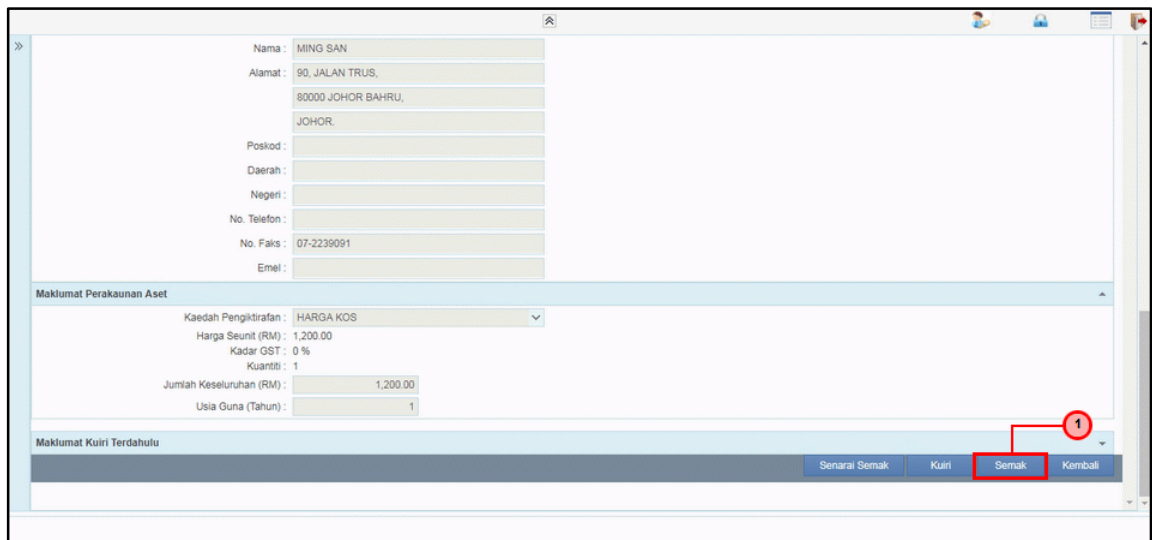 Nama : MING SAN
Alamat : 90, JALAN TRUS,
80000 JOHOR BAHRU,
JOHOR.
Poskod :
Daerah :
Negeri :
No. Telefon :
No. Faks : 07-2239091
Emel :
Maklumat Perakaunan Aset
Kaedah Pengiktirafan : HARGA KOS
Harga Seunit (RM) : 1,200.00
Kadar GST : 0 %
Kuantiti : 1
Jumlah Keseluruhan (RM) : 1,200.00
Usia Guna (Tahun) : 1
1
Maklumat Kuiri Terdahulu
Senarai Semak Kuiri Semak Kembali